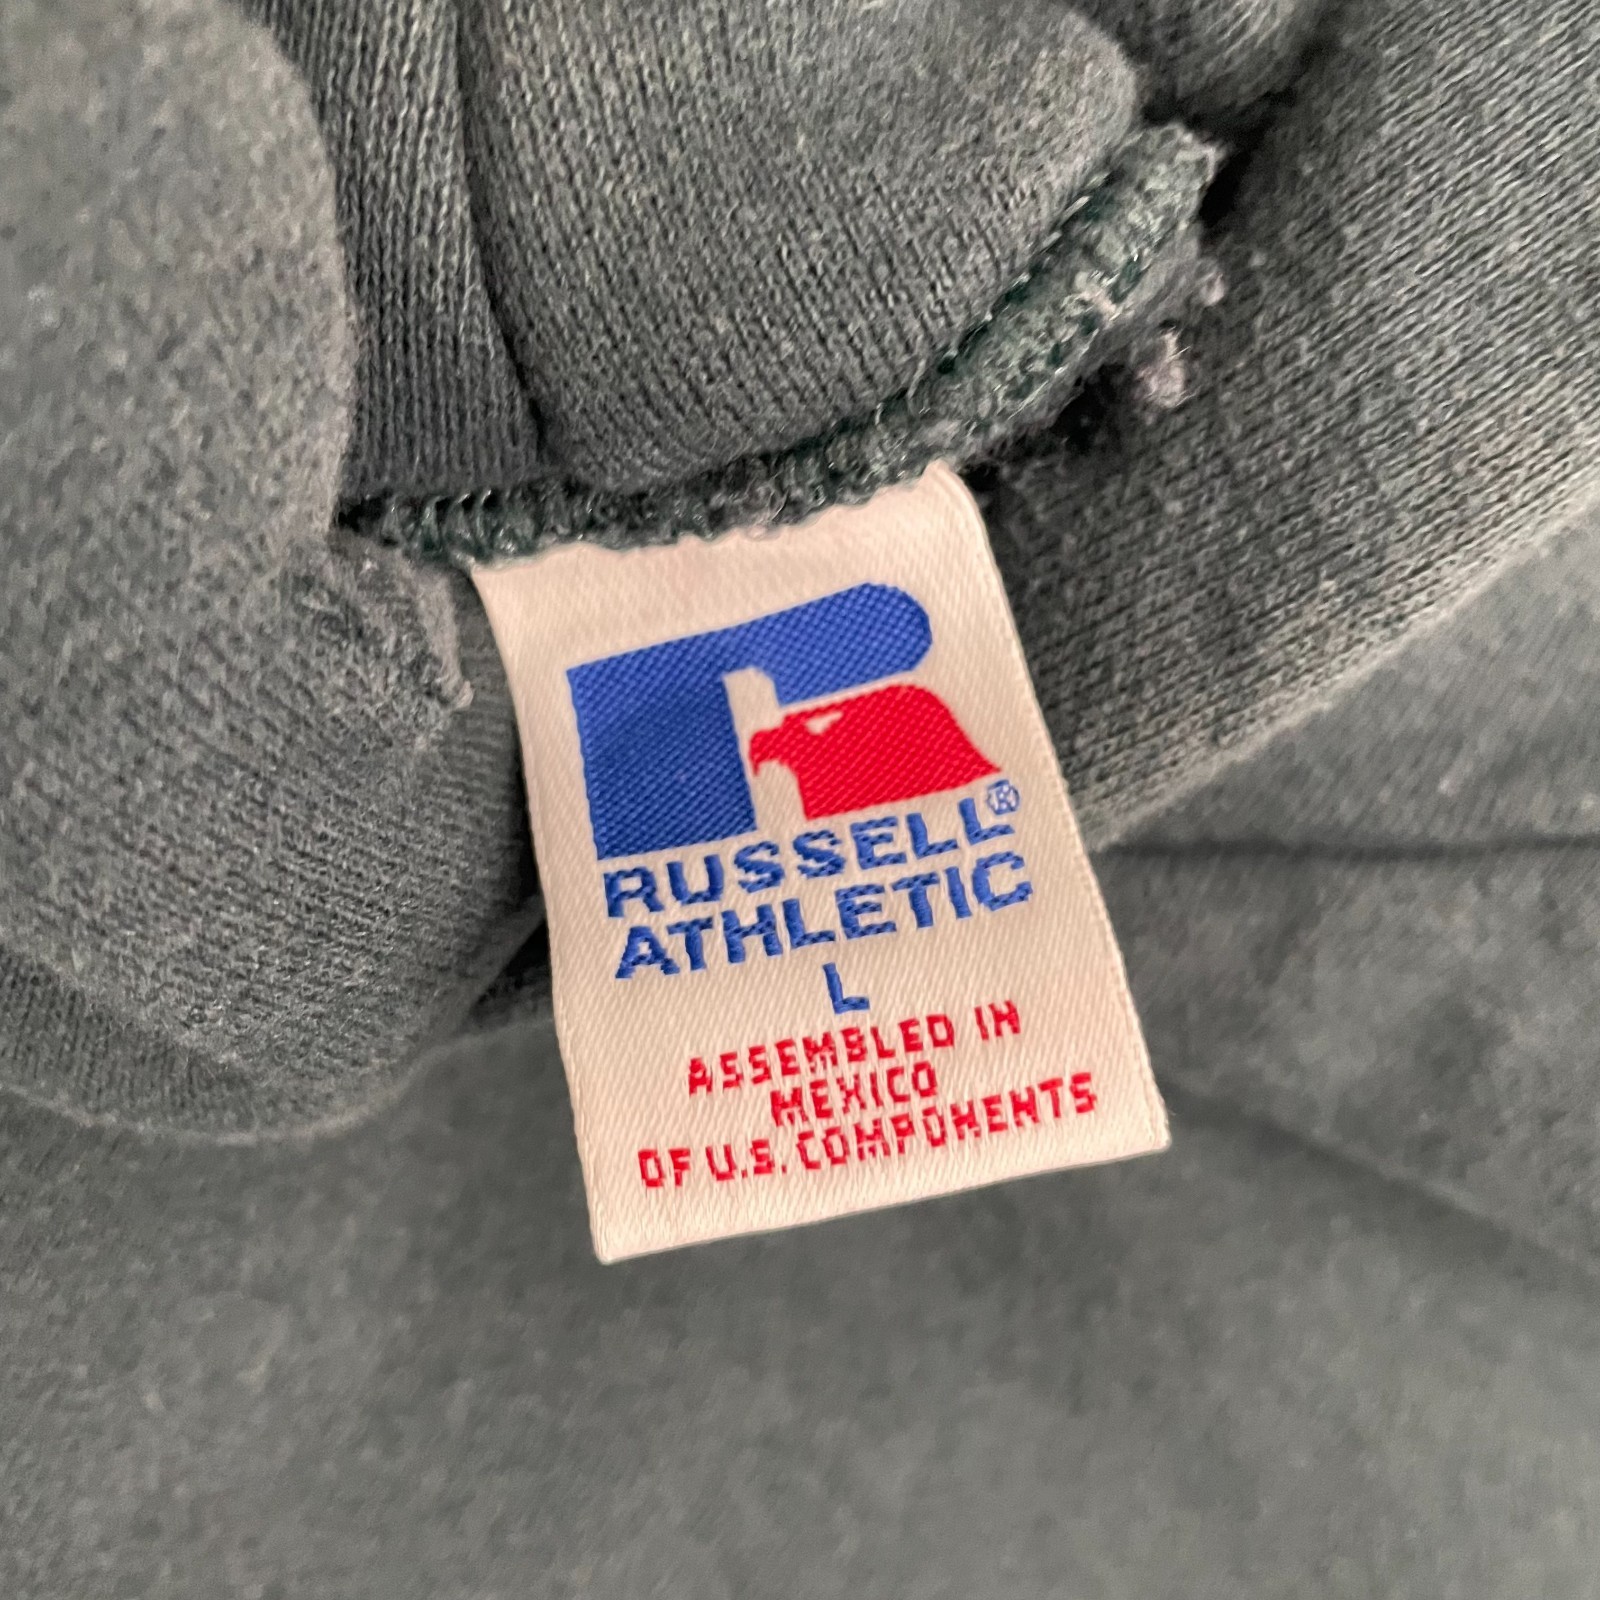 RUSSELL®
ATHLETIC
L
ASSEMBLED IN
MEXICO
OF U.S. COMPONENTS